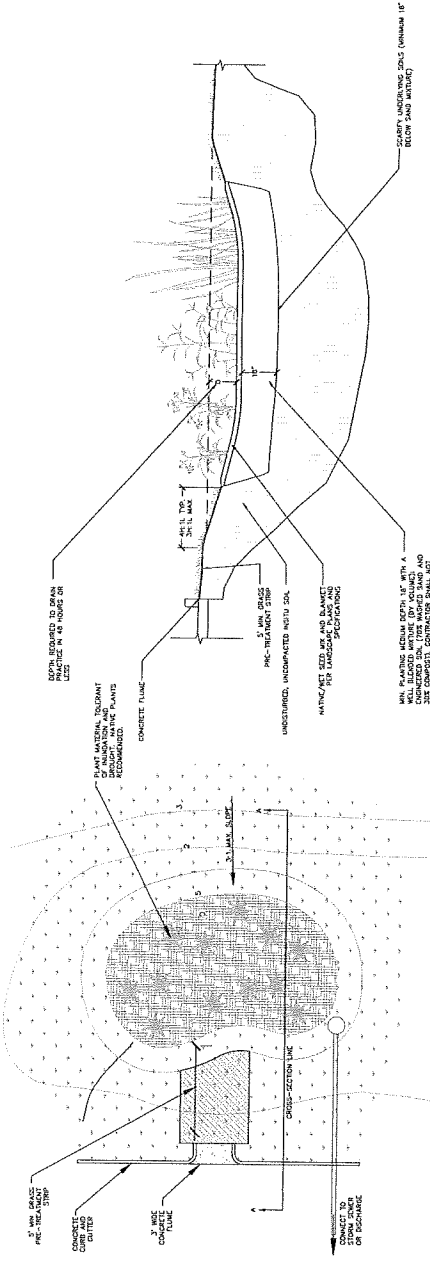 5' MIN. GRASS
PRE-TREATMENT
STRIP
CONCRETE
CURB AND
GUTTER
3' WIDE
CONCRETE
FLUME
CONNECT TO
STORM SEWER
OR DISCHARGE
PLANT MATERIAL TOLERANT
OF INUNDATION AND
DROUGHT. NATIVE PLANTS
RECOMMENDED.
3
2
3:1 MAX. SLOPE
A
A
CROSS-SECTION LINE
DEPTH REQUIRED TO DRAIN
PRACTICE IN 48 HOURS OR
LESS
CONCRETE FLUME
4H:1L TYP.
3H:1L MAX
5' MIN. GRASS
PRE-TREATMENT STRIP
UNDISTURBED, UNCOMPACTED INSITU SOIL
NATIVE/WET SEED MIX AND BLANKET
PER LANDSCAPE PLANS AND
SPECIFICATIONS
18"
MIN. PLANTING MEDIUM DEPTH 18" WITH A
WELL BLENDED MIXTURE (BY VOLUME):
ENGINEERED SOIL (70% WASHED SAND AND
30% COMPOST). CONTRACTOR SHALL NOT
SCARIFY UNDERLYING SOILS (MINIMUM 18"
BELOW SAND MIXTURE)